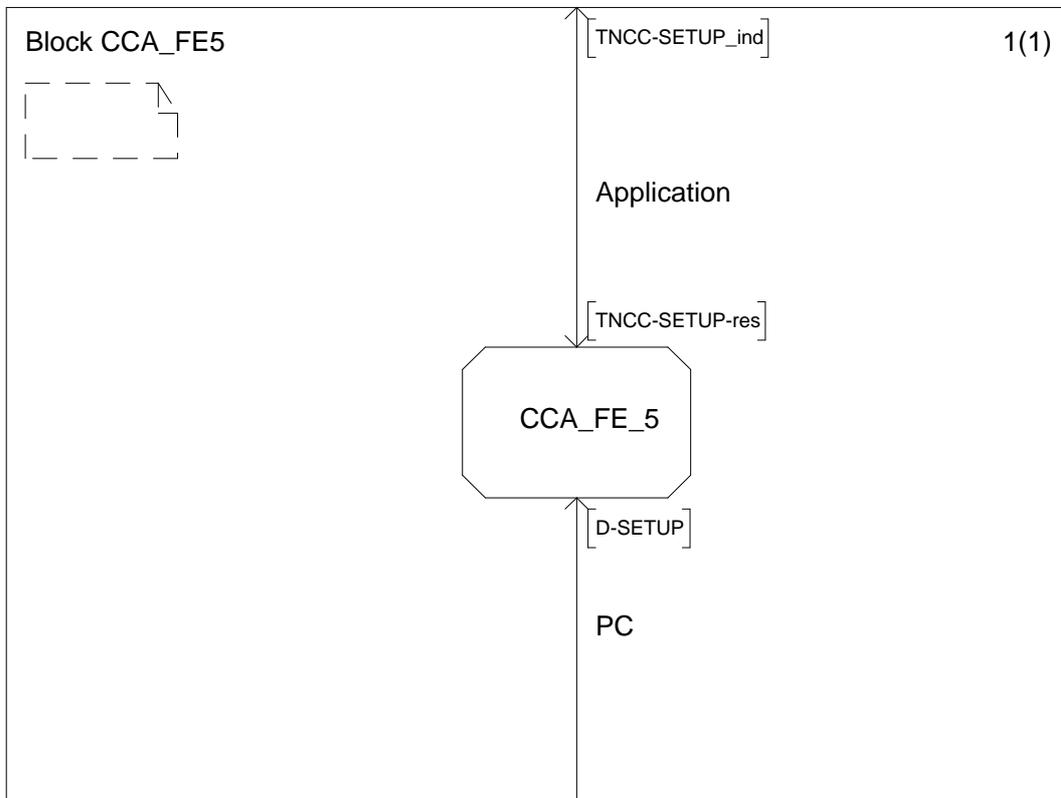 Block CCA_FE5
TNCC-SETUP_ind
1(1)
Application
TNCC-SETUP-res
CCA_FE_5
D-SETUP
PC